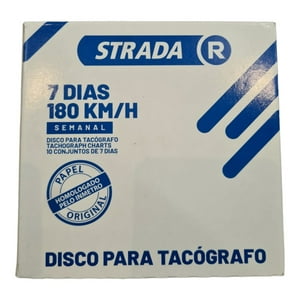 STRADA R
7 DIAS
180 KM/H
SEMANAL
DISCO PARA TACÓGRAFO
TACHOGRAPH CHARTS
10 CONJUNTOS DE 7 DIAS
PAPEL
HOMOLOGADO
PELO INMETRO
ORIGINAL
DISCO PARA TACÓGRAFO